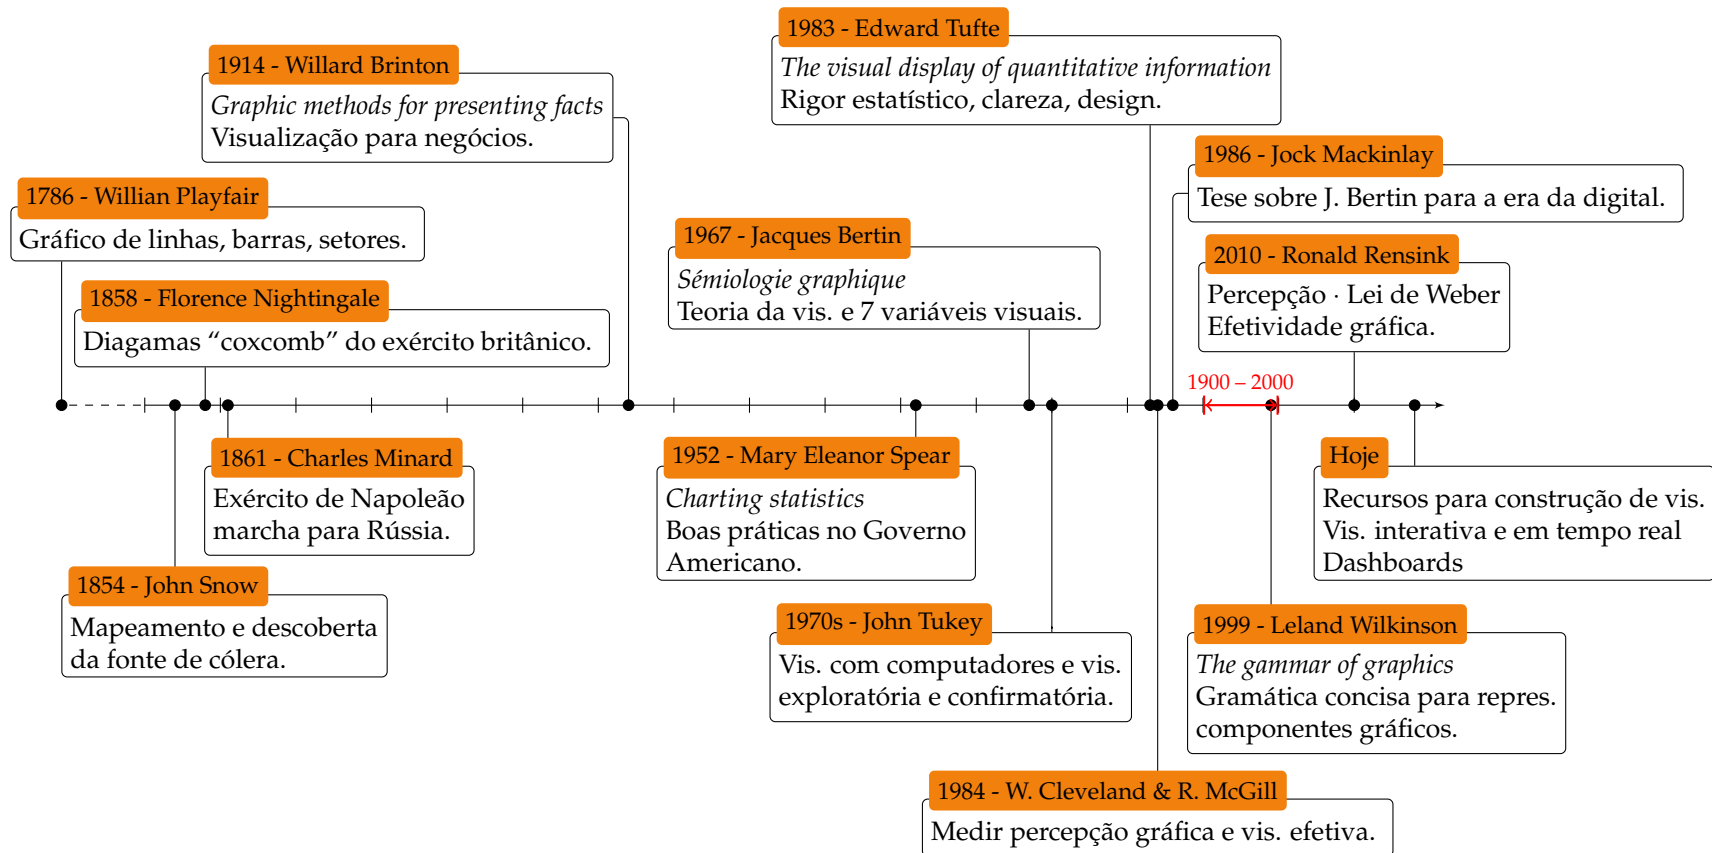 1983 - Edward Tufte
The visual display of quantitative information
Rigor estatístico, clareza, design.
1914 - Willard Brinton
Graphic methods for presenting facts
Visualização para negócios.
1986 - Jock Mackinlay
Tese sobre J. Bertin para a era da digital.
1786 - Willian Playfair
Gráfico de linhas, barras, setores.
1967 - Jacques Bertin
Sémiologie graphique
Teoria da vis. e 7 variáveis visuais.
2010 - Ronald Rensink
Percepção · Lei de Weber
Efetividade gráfica.
1858 - Florence Nightingale
Diagamas “coxcomb” do exército britânico.
1900 – 2000
1861 - Charles Minard
Exército de Napoleão
marcha para Rússia.
1952 - Mary Eleanor Spear
Charting statistics
Boas práticas no Governo
Americano.
Hoje
Recursos para construção de vis.
Vis. interativa e em tempo real
Dashboards
1854 - John Snow
Mapeamento e descoberta
da fonte de cólera.
1970s - John Tukey
Vis. com computadores e vis.
exploratória e confirmatória.
1999 - Leland Wilkinson
The gammar of graphics
Gramática concisa para repres.
componentes gráficos.
1984 - W. Cleveland & R. McGill
Medir percepção gráfica e vis. efetiva.